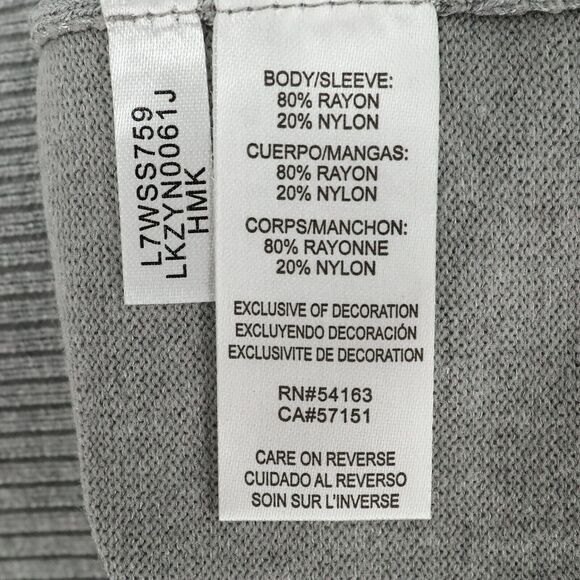 L7WSS759
LKZYN0061J
HMK
BODY/SLEEVE:
80% RAYON
20% NYLON
CUERPO/MANGAS:
80% RAYON
20% NYLON
CORPS/MANCHON:
80% RAYONNE
20% NYLON
EXCLUSIVE OF DECORATION
EXCLUYENDO DECORACIÓN
EXCLUSIVITE DE DECORATION
RN#54163
CA#57151
CARE ON REVERSE
CUIDADO AL REVERSO
SOIN SUR L'INVERSE